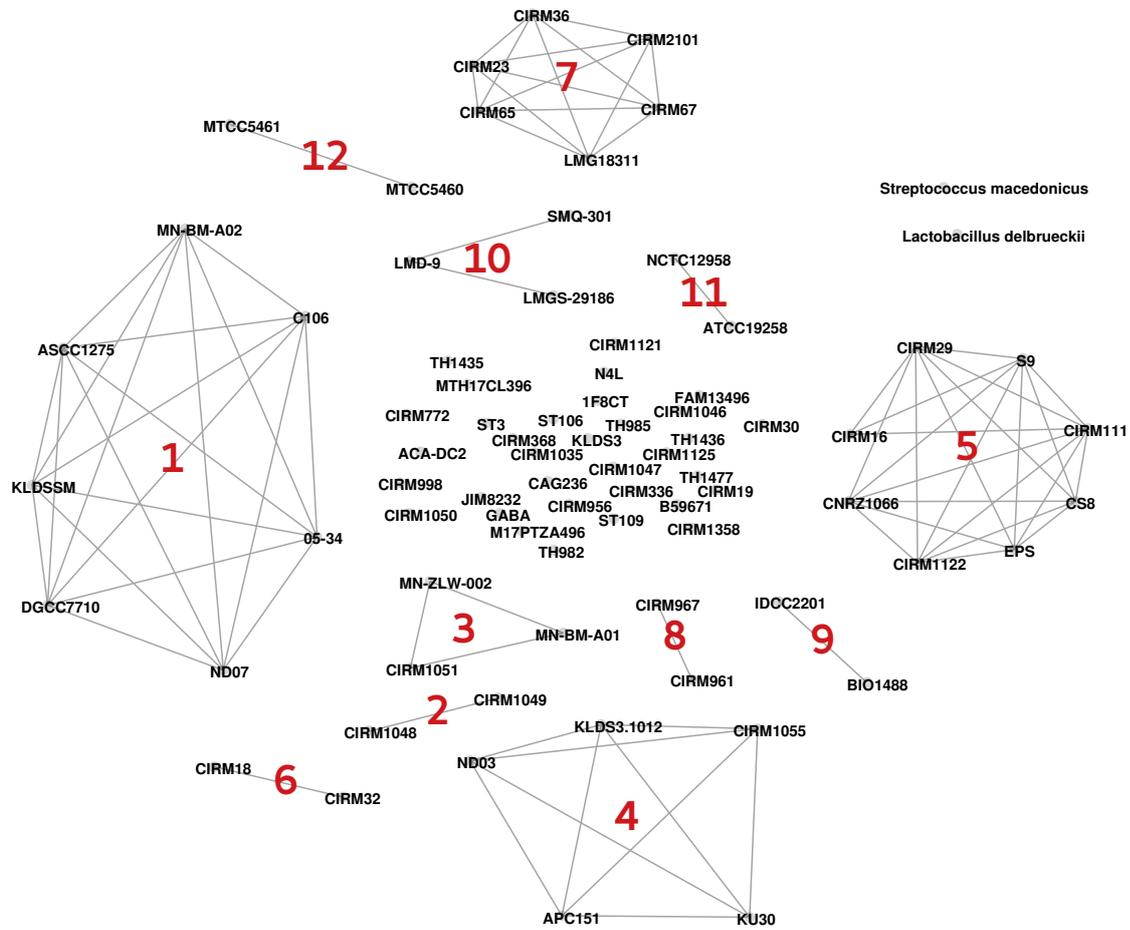 CIRM36
CIRM2101
CIRM23
7
CIRM65
CIRM67
LMG18311
MTCC5461
12
MTCC5460
Streptococcus macedonicus
Lactobacillus delbrueckii
SMQ-301
LMD-9
10
LMGS-29186
NCTC12958
11
ATCC19258
MN-BM-A02
C106
ASCC1275
1
KLDSSM
05-34
DGCC7710
ND07
CIRM1121
TH1435
N4L
MTH17CL396
1F8CT
FAM13496
CIRM1046
CIRM772
ST3
ST106
TH985
CIRM30
CIRM368
KLDS3
TH1436
ACA-DC2
CIRM1035
CIRM1125
CIRM1047
CIRM998
CAG236
TH1477
CIRM336
CIRM19
JIM8232
CIRM956
B59671
CIRM1050
GABA
ST109
M17PTZA496
CIRM1358
TH982
CIRM29
S9
CIRM16
5
CIRM111
CNRZ1066
CS8
CIRM1122
EPS
MN-ZLW-002
3
MN-BM-A01
CIRM1051
CIRM967
8
CIRM961
IDCC2201
9
BIO1488
CIRM1049
2
CIRM1048
CIRM18
6
CIRM32
KLDS3.1012
CIRM1055
ND03
4
APC151
KU30